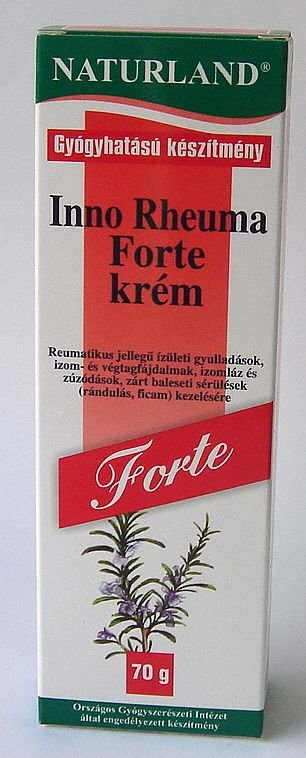 NATURLAND®
Gyógyhatású készítmény
Inno Rheuma
Forte
krém
Reumatikus jellegű ízületi gyulladások,
izom- és végtagfájdalmak, izomláz és
zúzódások, zárt baleseti sérülések
(rándulás, ficam) kezelésére
Forte
70 g
Országos Gyógyszerészeti Intézet
által engedélyezett készítmény